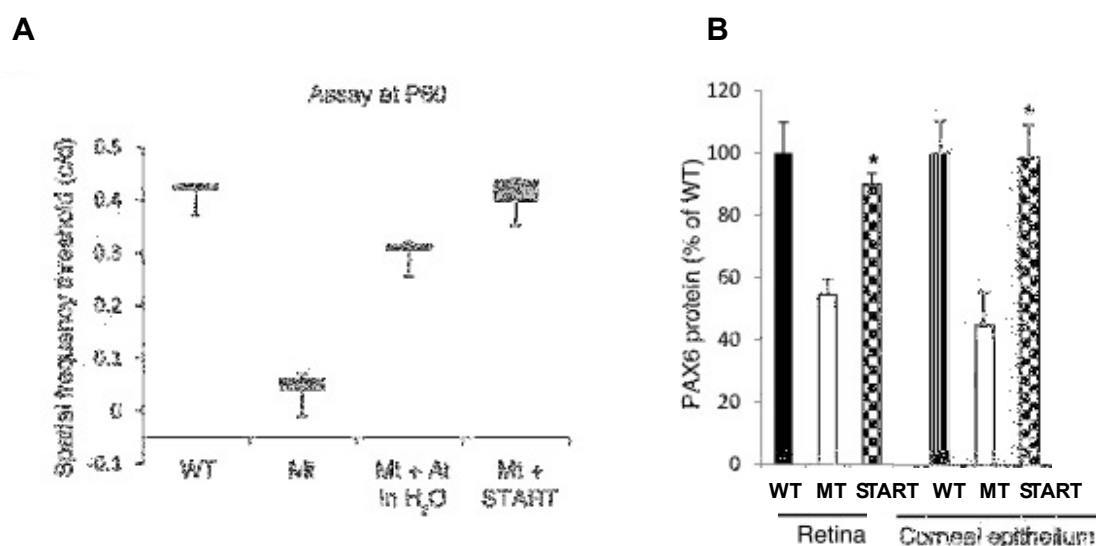 A
Assay at P60
Spatial frequency threshold (c/d)
0.5
0.4
0.3
0.2
0.1
0
-0.1
WT Mt Mt + At Mt +
in H₂O START
B
PAX6 protein (% of WT)
120
100
80
60
40
20
0
*
*
WT MT START WT MT START
Retina Corneal epithelium